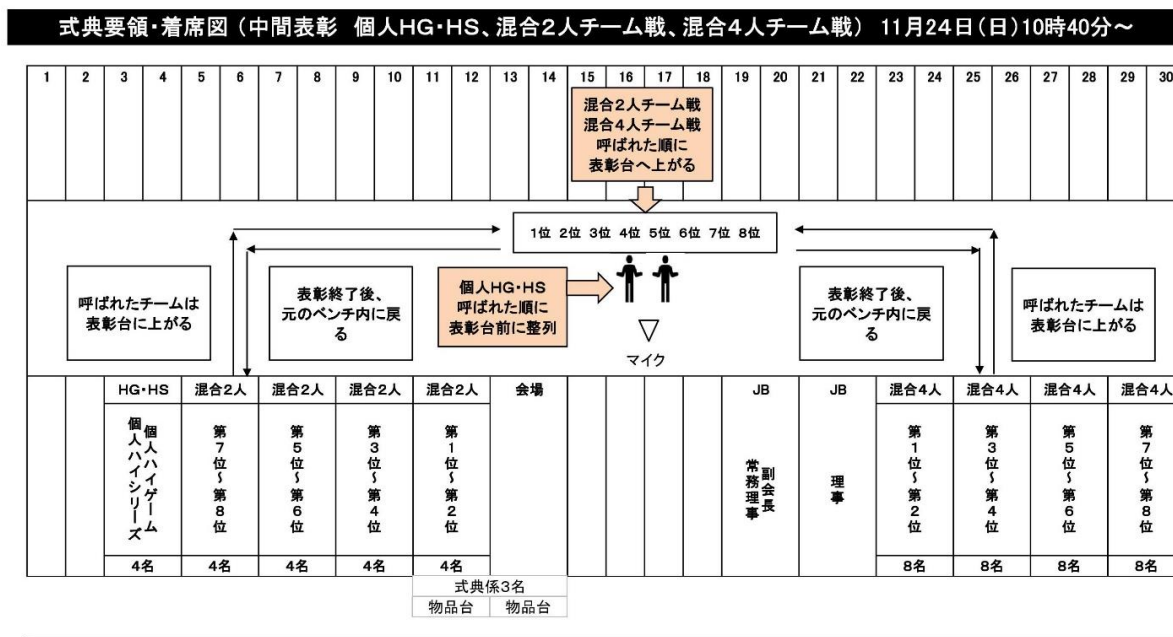 式典要領・着席図（中間表彰　個人HG・HS、混合2人チーム戦、混合4人チーム戦）　11月24日（日）10時40分～
1 2 3 4 5 6 7 8 9 10 11 12 13 14 15 16 17 18 19 20 21 22 23 24 25 26 27 28 29 30
混合2人チーム戦
混合4人チーム戦
呼ばれた順に
表彰台へ上がる
1位 2位 3位 4位 5位 6位 7位 8位
呼ばれたチームは
表彰台に上がる
表彰終了後、
元のベンチ内に戻
る
個人HG・HS
呼ばれた順に
表彰台前に整列
マイク
表彰終了後、
元のベンチ内に戻
る
呼ばれたチームは
表彰台に上がる
HG・HS 混合2人 混合2人 混合2人 混合2人 会場 JB JB 混合4人 混合4人 混合4人 混合4人
個人ハイゲーム
個人ハイシリーズ
第7位～第8位
第5位～第6位
第3位～第4位
第1位～第2位
副会長
常務理事
理事
第1位～第2位
第3位～第4位
第5位～第6位
第7位～第8位
4名 4名 4名 4名 4名 8名 8名 8名 8名
式典係3名
物品台 物品台